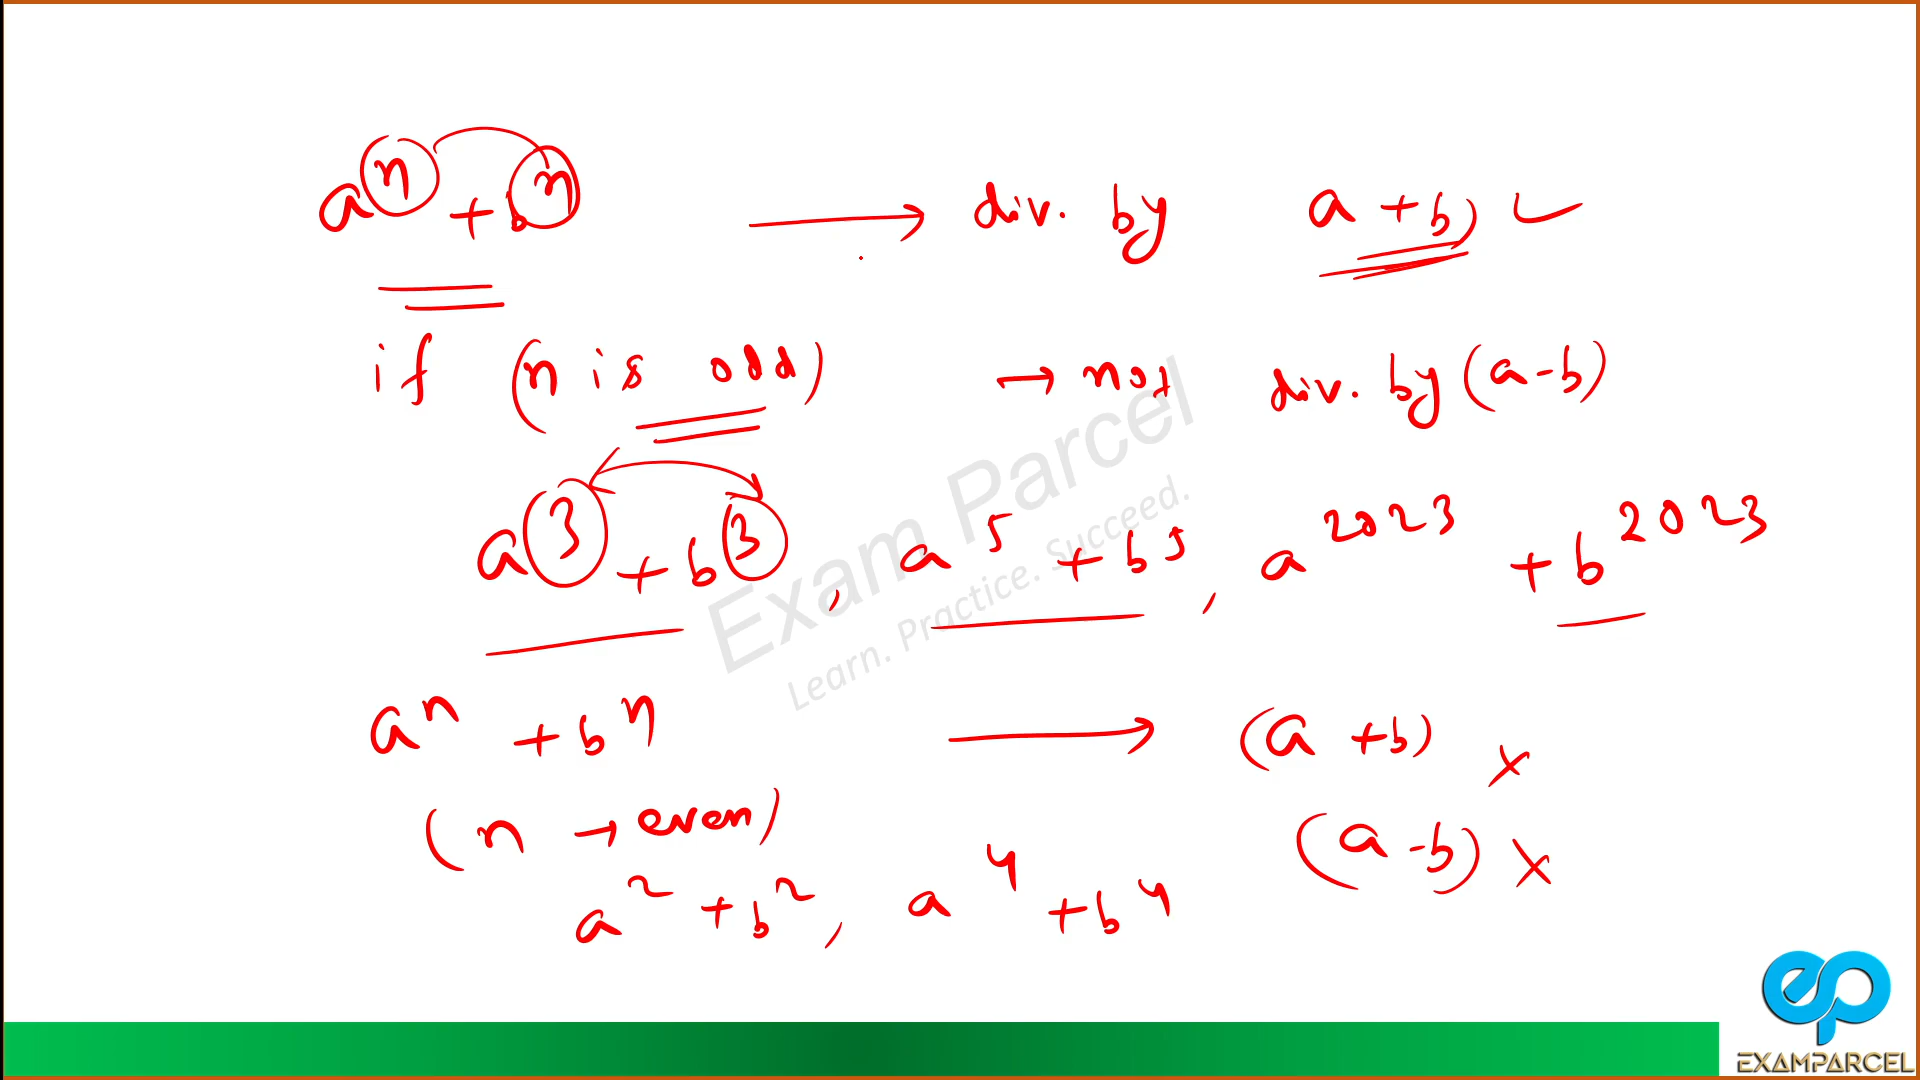 aⁿ + bⁿ → div. by a + b) ✓
if (n is odd) → not div. by (a - b)
a³ + b³, a⁵ + b⁵, a²⁰²³ + b²⁰²³
aⁿ + bⁿ → (a + b) ×
(n → even) (a - b) ×
a² + b², a⁴ + b⁴
Exam Parcel
Learn. Practice. Succeed.
ep
EXAMPARCEL